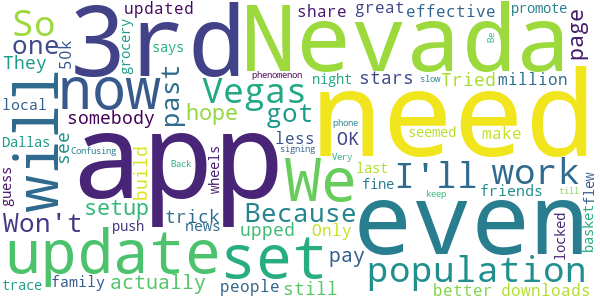 updated
share
great
effective
promote
So
one
3rd
Nevada
page
They
50k
grocery
says
past
night
stars
Tried
million
now
Vegas
will
local
somebody
hope
got
need
phenomenon
Dallas
see
app
We
less
OK
phone
seemed
make
Be
slow
I'll
work
guess
Confusing
build
Back
wheels
signing
Very
last
fine
friends
basket
flew
setup
trick
Because
even
Won't
push
news
upped
Only
keep
till
locked
update
set
pay
population
trace
family
actually
people
still
better
downloads